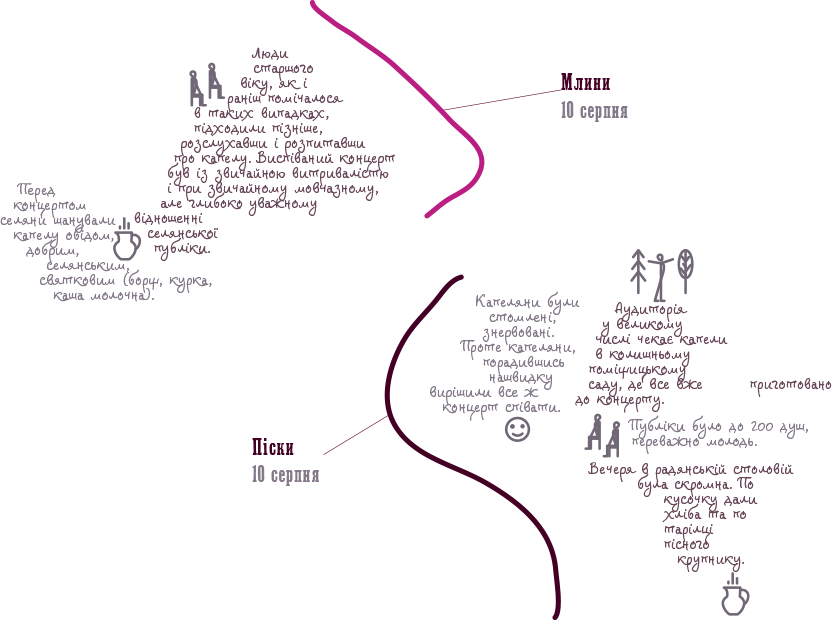 Млини
10 серпня
Люди
старшого
віку, як і
раніш помічалося
в таких випадках,
підходили пізніше,
розслухавши і розпитавши
про капелу. Виспіваний концерт
був із звичайною витривалістю
і при звичайному мовчазному,
але глибоко уважному
відношенні
селянської
публіки.
Перед
концертом
селяни шанували
капелу обідом,
добрим,
селянським,
святковим (борщ, курка,
каша молочна).
Піски
10 серпня
Капеляни були
стомлені,
знервовані.
Проте капеляни,
порадившись
нашвидку
вирішили все ж
концерт співати.
Аудиторія
у великому
числі чекає капели
в колишньому
поміщицькому
саду, де все вже приготовано
до концерту.
Публіки було до 200 душ,
переважно молодь.
Вечеря в радянській столовій
була скромна. По
кусочку дали
хліба та по
тарілці
пісного
крупнику.